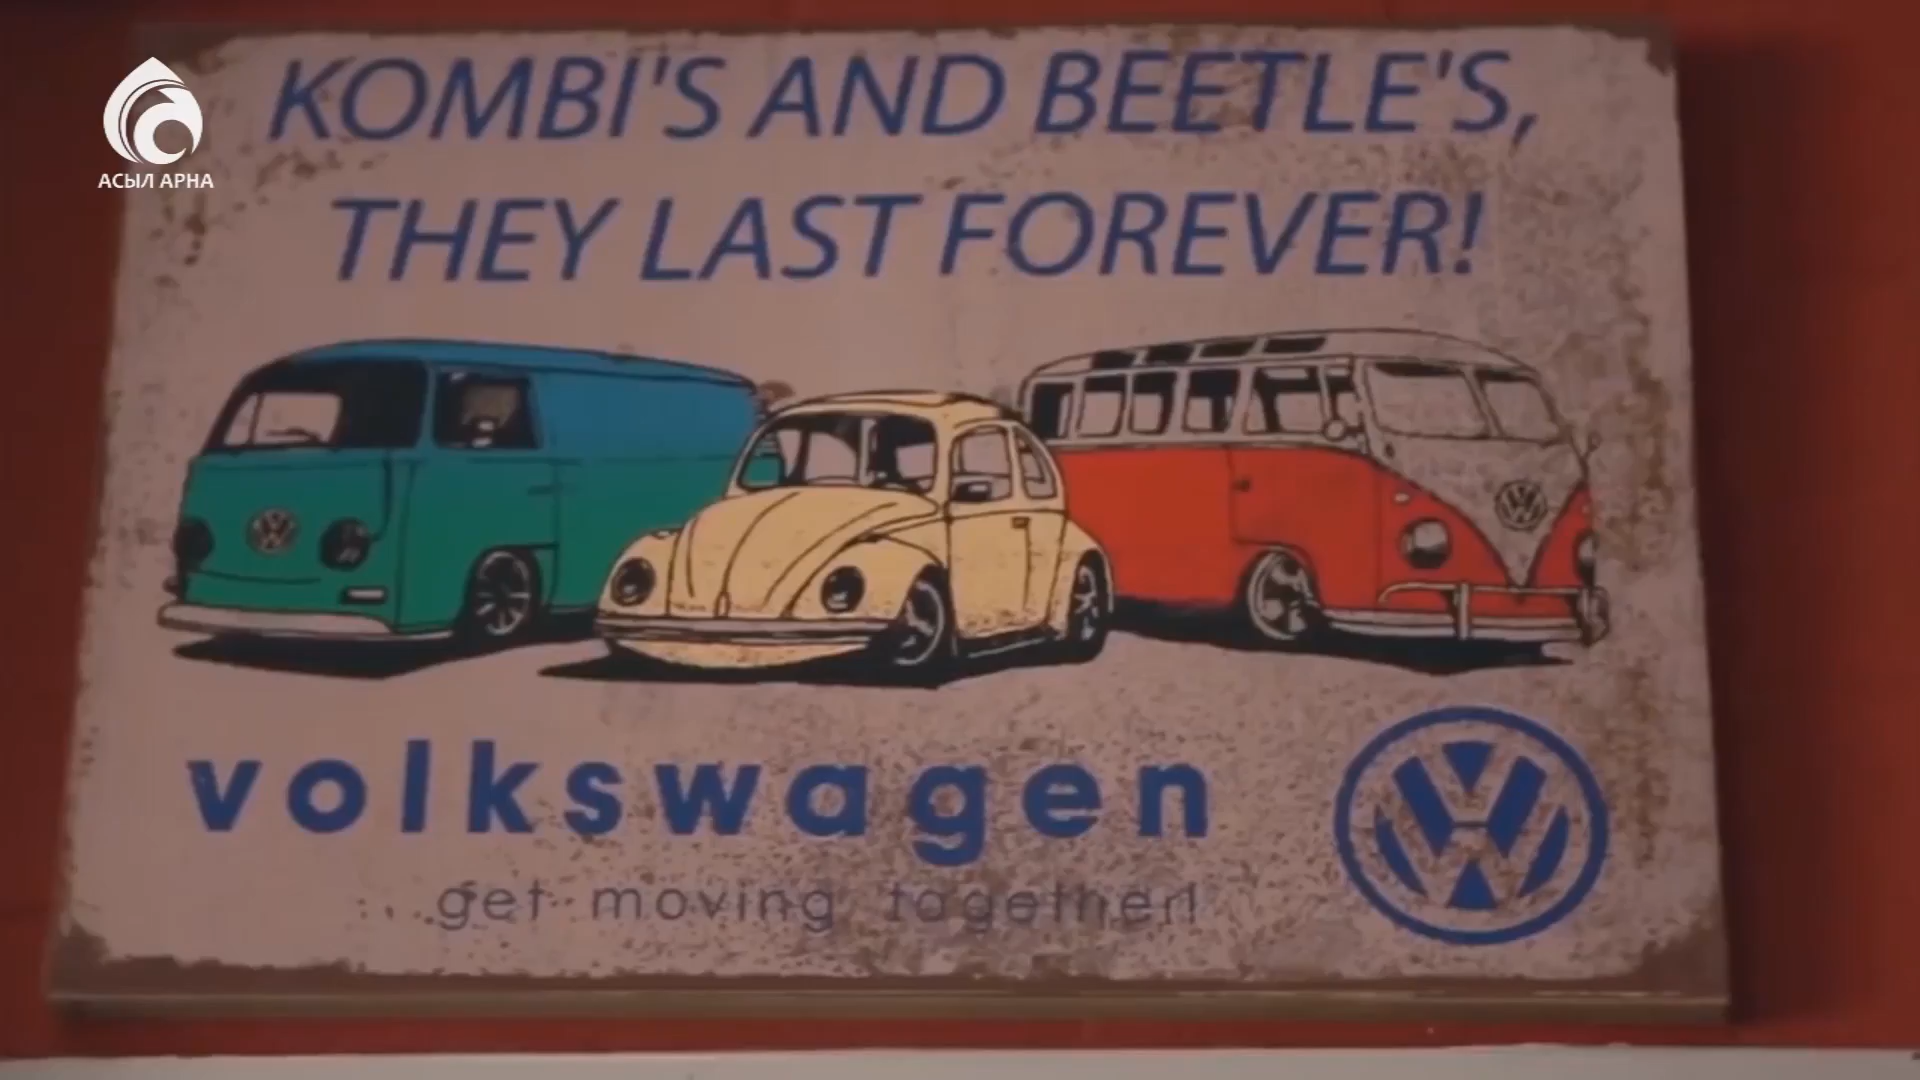 KOMBI'S AND BEETLE'S,
THEY LAST FOREVER!
АСЫЛ АРНА
volkswagen
get moving together!